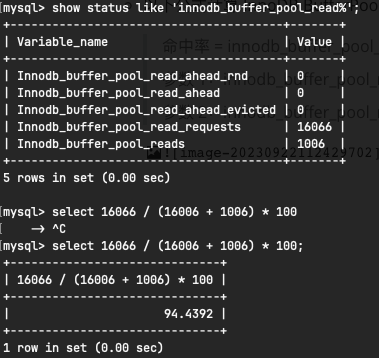 [mysql> show status like 'innodb_buffer_pool_read%';
+---------------------------------------+-------+
| Variable_name | Value |
+---------------------------------------+-------+
| Innodb_buffer_pool_read_ahead_rnd | 0 |
| Innodb_buffer_pool_read_ahead | 0 |
| Innodb_buffer_pool_read_ahead_evicted | 0 |
| Innodb_buffer_pool_read_requests | 16066 |
| Innodb_buffer_pool_reads | 1006 |
+---------------------------------------+-------+
5 rows in set (0.00 sec)
[mysql> select 16066 / (16006 + 1006) * 100
[    -> ^C
[mysql> select 16066 / (16006 + 1006) * 100;
+------------------------------+
| 16066 / (16006 + 1006) * 100 |
+------------------------------+
| 94.4392 |
+------------------------------+
1 row in set (0.00 sec)
命中率 = innodb_buffer_pool_